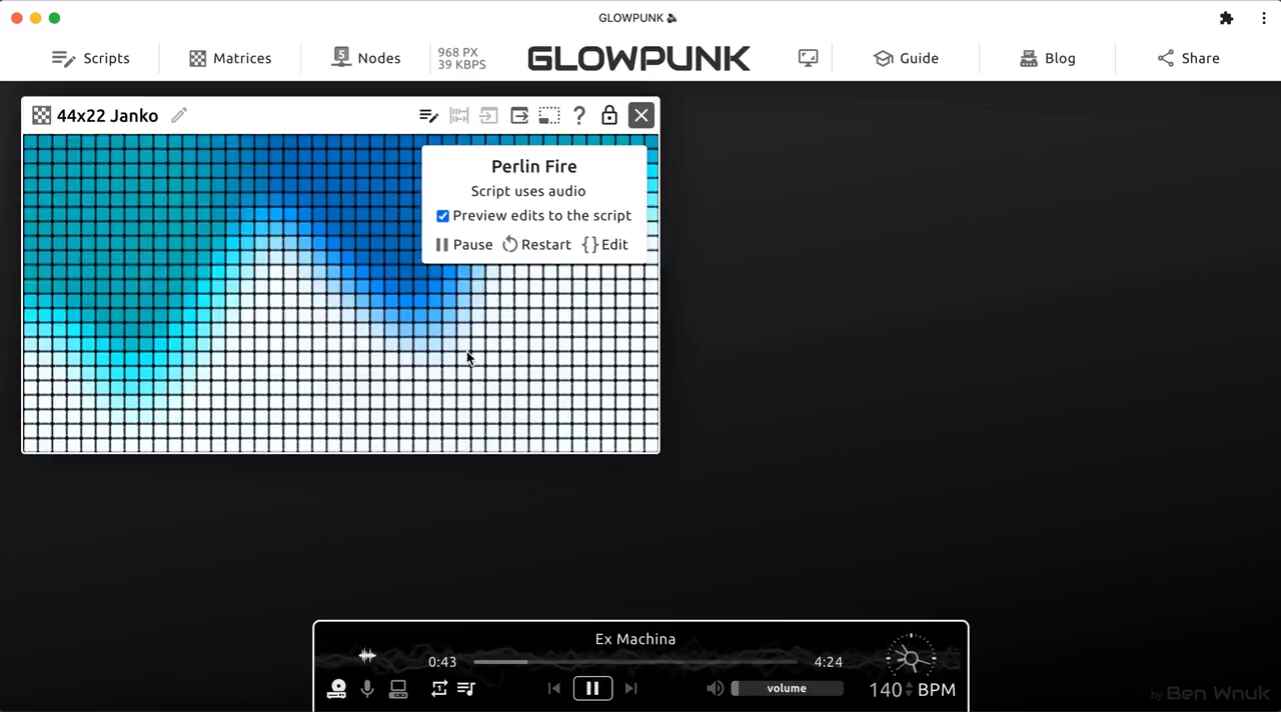 GLOWPUNK
Scripts
Matrices
5 Nodes
968 PX
39 KBPS
GLOWPUNK
Guide
Blog
Share
44x22 Janko
?
Perlin Fire
Script uses audio
Preview edits to the script
Pause Restart {} Edit
Ex Machina
0:43
4:24
volume
140 BPM
by Ben Wnuk